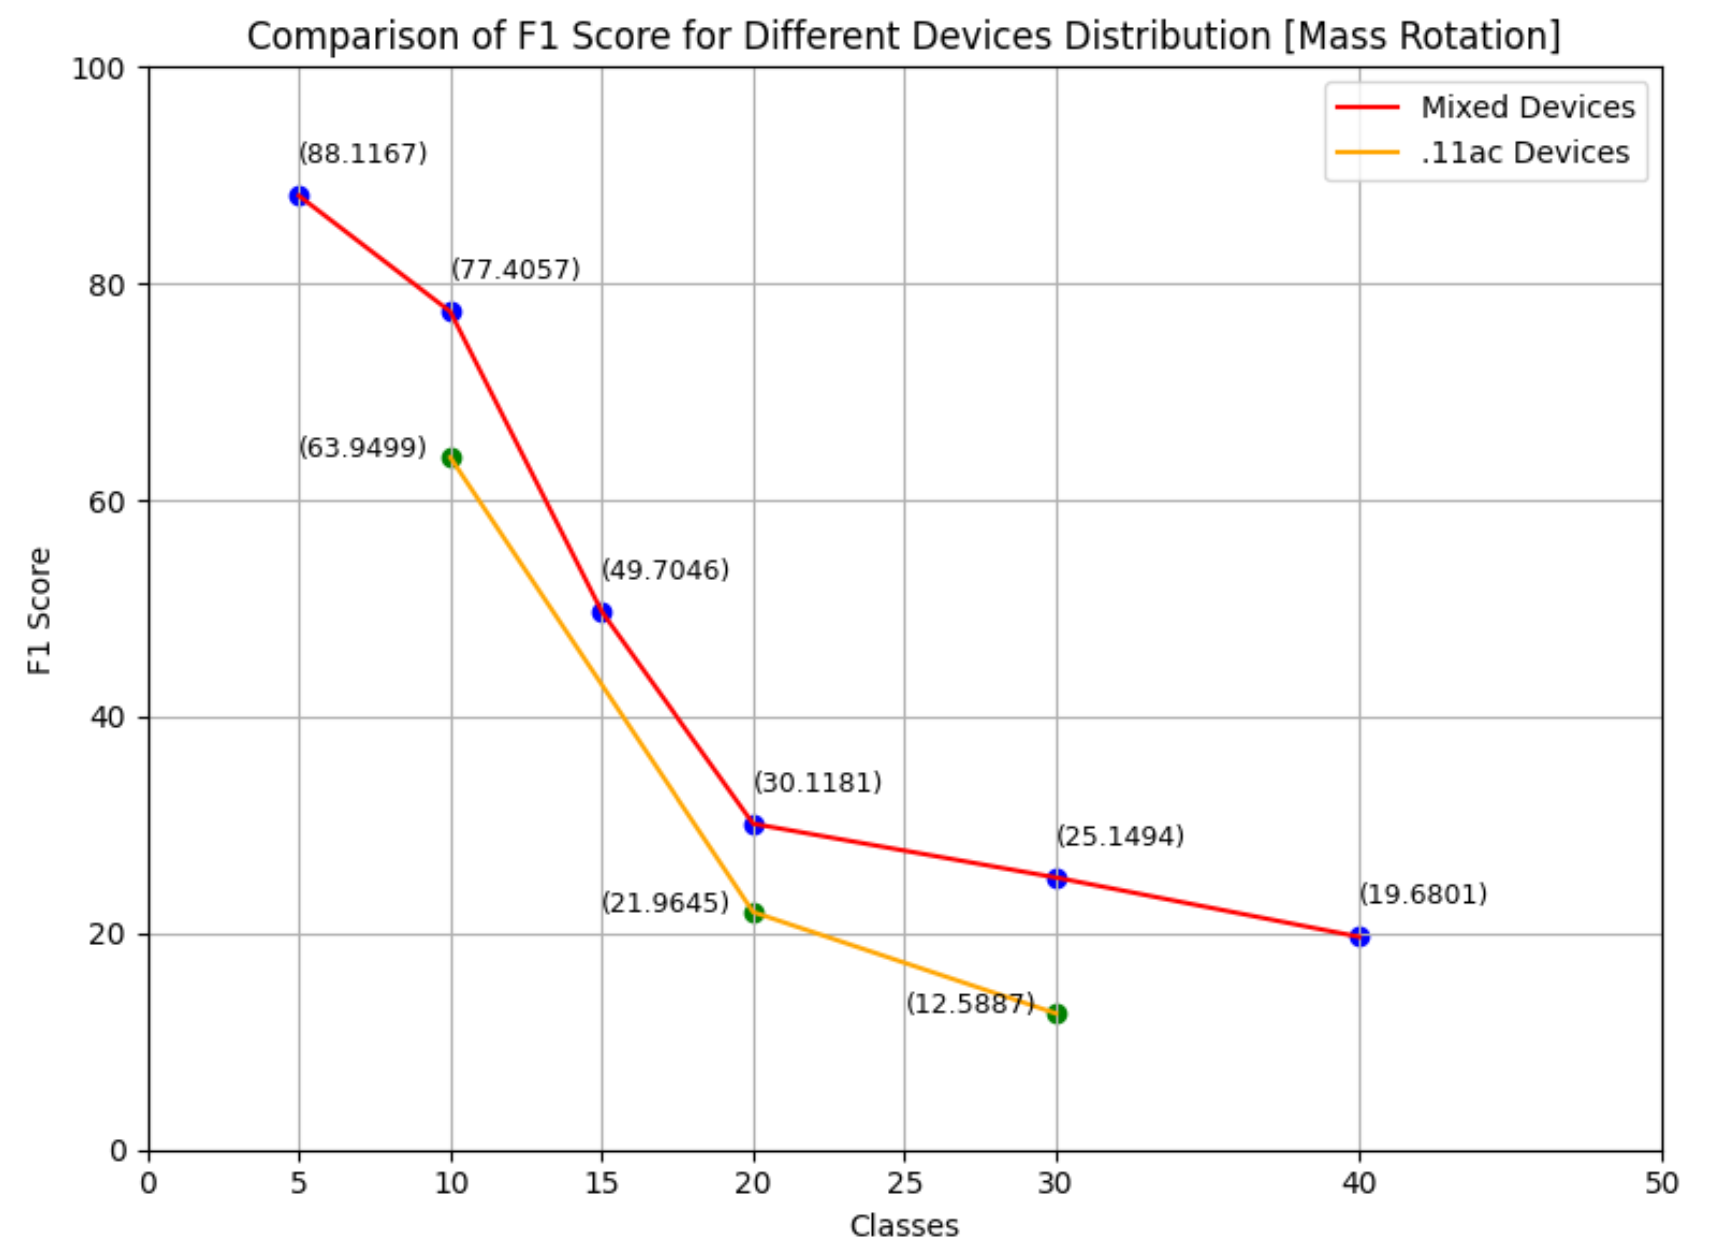 Comparison of F1 Score for Different Devices Distribution [Mass Rotation]
100
80
60
40
20
0
F1 Score
Mixed Devices
.11ac Devices
(88.1167)
(77.4057)
(63.9499)
(49.7046)
(30.1181)
(25.1494)
(21.9645)
(19.6801)
(12.5887)
0 5 10 15 20 25 30 40 50
Classes